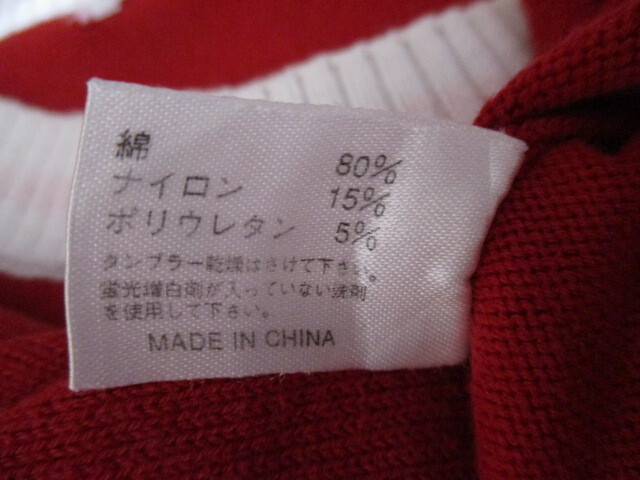 綿 80%
ナイロン 15%
ポリウレタン 5%
タンブラー乾燥はさけて下さい。
蛍光増白剤が入っていない洗剤
を使用して下さい。
MADE IN CHINA